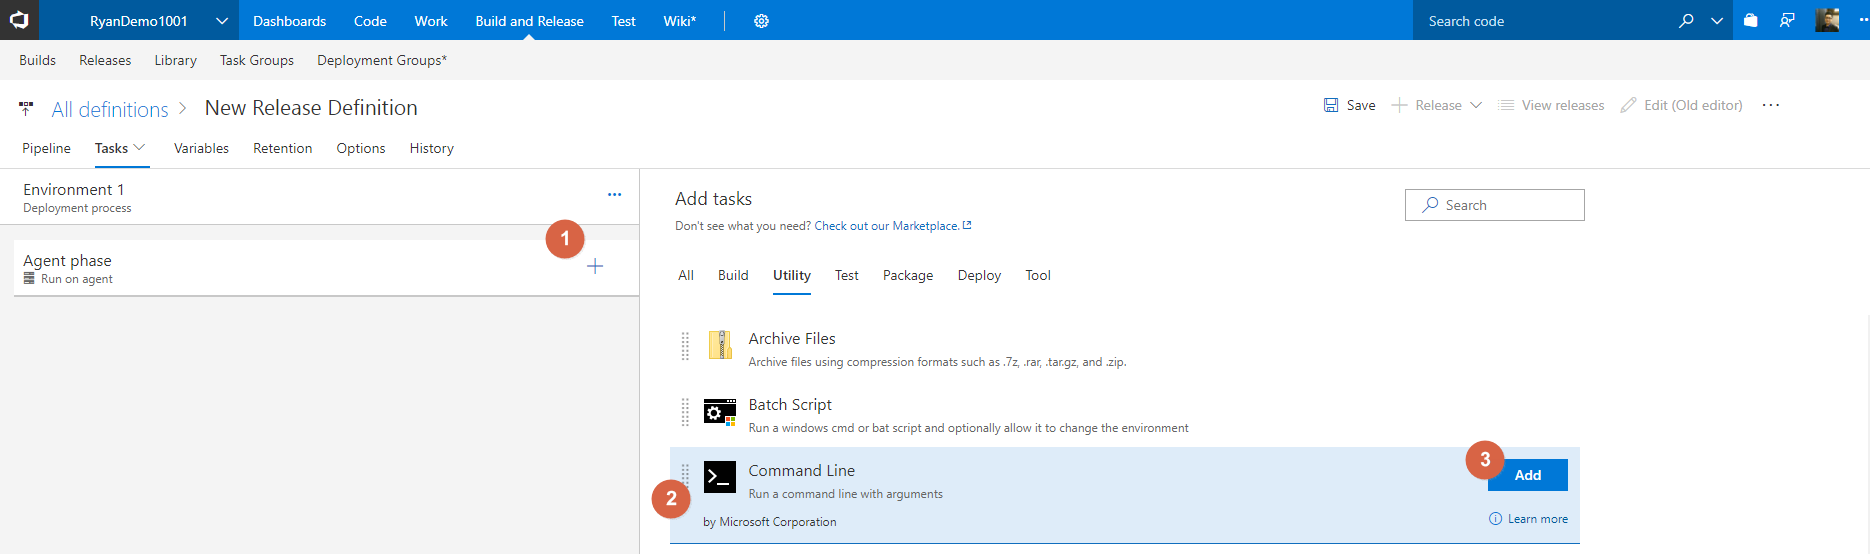 RyanDemo1001 Dashboards Code Work Build and Release Test Wiki* Search code
Builds Releases Library Task Groups Deployment Groups*
All definitions > New Release Definition Save Release View releases Edit (Old editor) ...
Pipeline Tasks Variables Retention Options History
Environment 1
Deployment process
1
Agent phase
Run on agent
Add tasks
Search
Don't see what you need? Check out our Marketplace.
All Build Utility Test Package Deploy Tool
Archive Files
Archive files using compression formats such as .7z, .rar, .tar.gz, and .zip.
Batch Script
Run a windows cmd or bat script and optionally allow it to change the environment
Command Line
3 Add
Run a command line with arguments
2
by Microsoft Corporation
Learn more